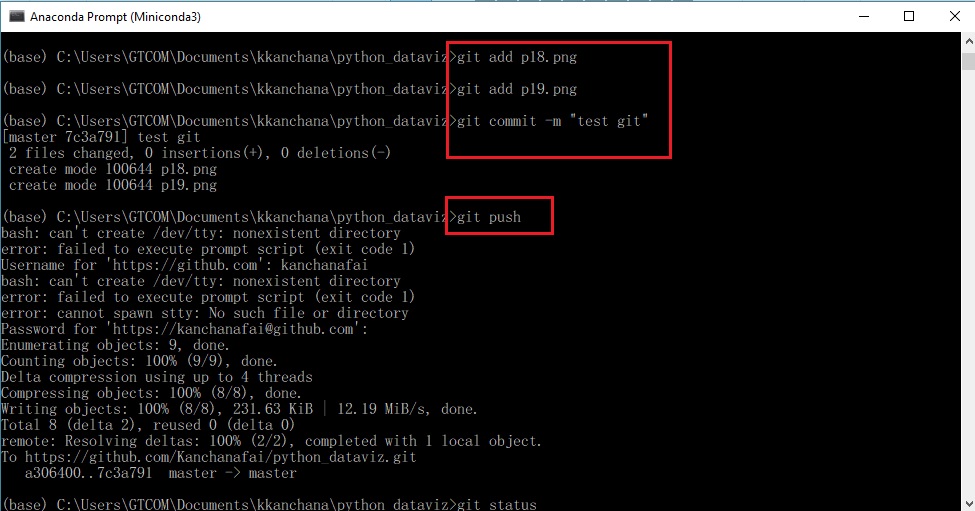 Anaconda Prompt (Miniconda3)
(base) C:\Users\GTCOM\Documents\kkanchana\python_dataviz>git add p18.png
(base) C:\Users\GTCOM\Documents\kkanchana\python_dataviz>git add p19.png
(base) C:\Users\GTCOM\Documents\kkanchana\python_dataviz>git commit -m "test git"
[master 7c3a791] test git
 2 files changed, 0 insertions(+), 0 deletions(-)
 create mode 100644 p18.png
 create mode 100644 p19.png
(base) C:\Users\GTCOM\Documents\kkanchana\python_dataviz>git push
bash: can't create /dev/tty: nonexistent directory
error: failed to execute prompt script (exit code 1)
Username for 'https://github.com': kanchanafai
bash: can't create /dev/tty: nonexistent directory
error: failed to execute prompt script (exit code 1)
error: cannot spawn stty: No such file or directory
Password for 'https://kanchanafai@github.com':
Enumerating objects: 9, done.
Counting objects: 100% (9/9), done.
Delta compression using up to 4 threads
Compressing objects: 100% (8/8), done.
Writing objects: 100% (8/8), 231.63 KiB | 12.19 MiB/s, done.
Total 8 (delta 2), reused 0 (delta 0)
remote: Resolving deltas: 100% (2/2), completed with 1 local object.
To https://github.com/Kanchanafai/python_dataviz.git
   a306400..7c3a791  master -> master
(base) C:\Users\GTCOM\Documents\kkanchana\python_dataviz>git status